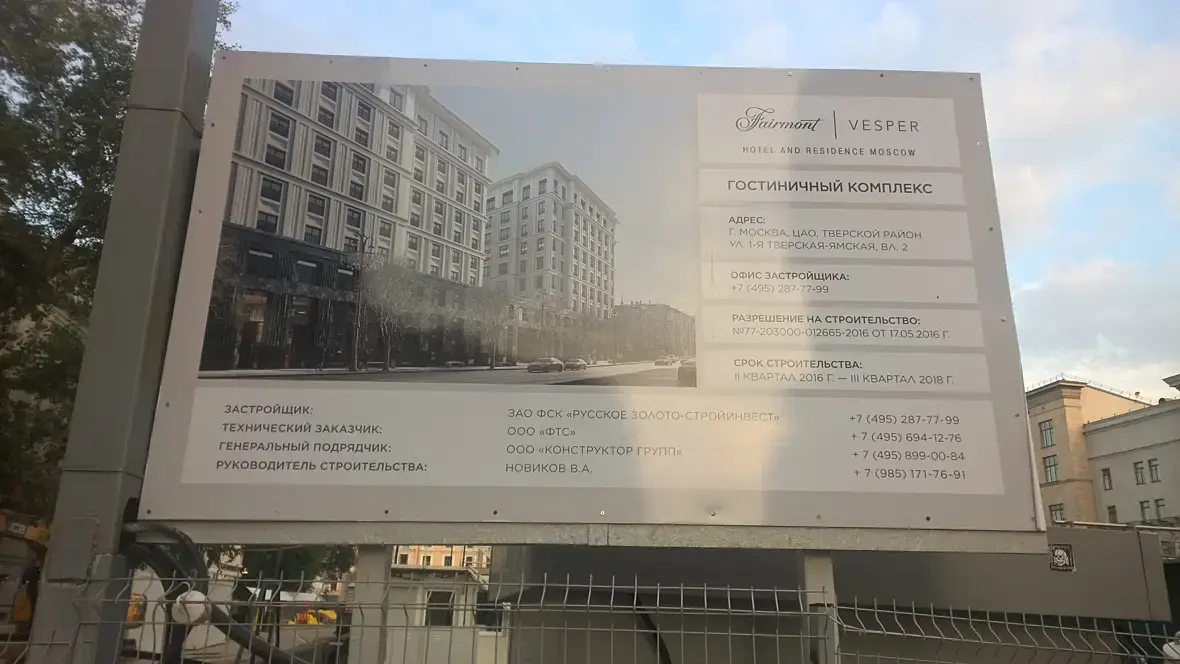 Fairmont | VESPER
HOTEL AND RESIDENCE MOSCOW
ГОСТИНИЧНЫЙ КОМПЛЕКС
АДРЕС:
Г. МОСКВА, ЦАО, ТВЕРСКОЙ РАЙОН
УЛ. 1-Я ТВЕРСКАЯ-ЯМСКАЯ, ВЛ. 2
ОФИС ЗАСТРОЙЩИКА:
+7 (495) 287-77-99
РАЗРЕШЕНИЕ НА СТРОИТЕЛЬСТВО:
№77-203000-012665-2016 ОТ 17.05.2016 Г.
СРОК СТРОИТЕЛЬСТВА:
II КВАРТАЛ 2016 Г. — III КВАРТАЛ 2018 Г.
ЗАСТРОЙЩИК: ЗАО ФСК «РУССКОЕ ЗОЛОТО-СТРОЙИНВЕСТ» +7 (495) 287-77-99
ТЕХНИЧЕСКИЙ ЗАКАЗЧИК: ООО «ФТС» + 7 (495) 694-12-76
ГЕНЕРАЛЬНЫЙ ПОДРЯДЧИК: ООО «КОНСТРУКТОР ГРУПП» + 7 (495) 899-00-84
РУКОВОДИТЕЛЬ СТРОИТЕЛЬСТВА: НОВИКОВ В.А. + 7 (985) 171-76-91